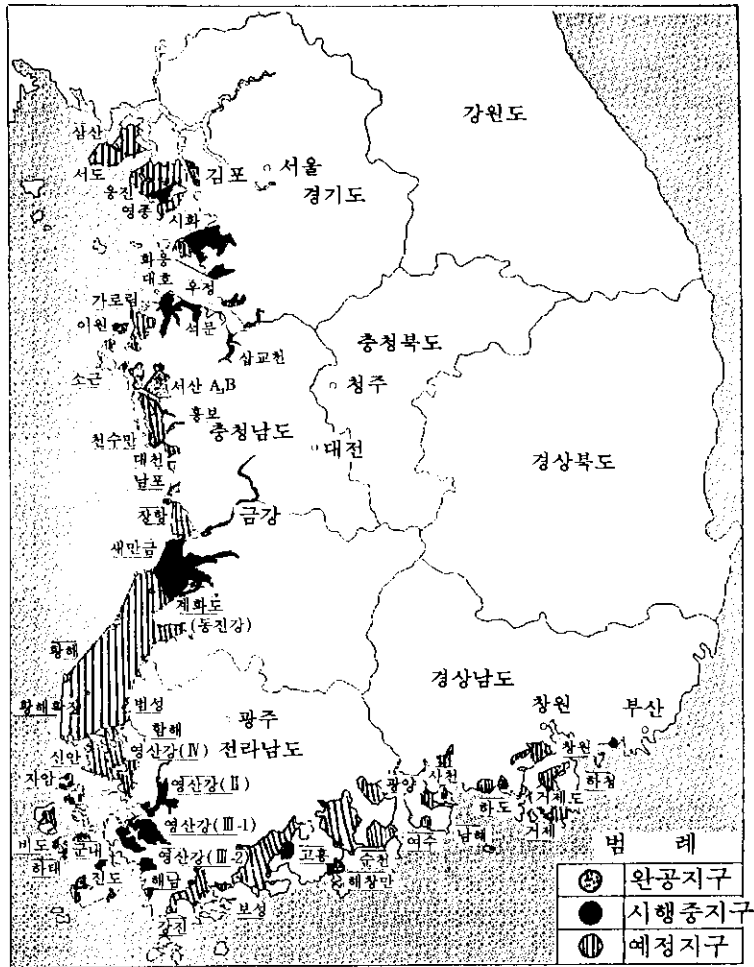 강원도
삼산
서도
김포
서울
옹진
경기도
영종
시화
화옹
대호
우정
가로림
이원
석문
충청북도
삽교천
소근
서산 A,B
청주
홍보
충청남도
천수만
대전
대천
남포
경상북도
장항
금강
새만금
계화도
(동진강)
황해
경상남도
황해확장
법성
창원
부산
함해
광주
영산강(Ⅳ)
전라남도
신안
창원
지암
영산강(Ⅱ)
광양
사천
하청
하도
거제도
영산강(Ⅲ-1)
여수
남해
거제
비도
군내
영산강(Ⅲ-2)
고흥
순천
하태
진도
해남
해창만
보성
강진
범 례
완공지구
시행중지구
예정지구